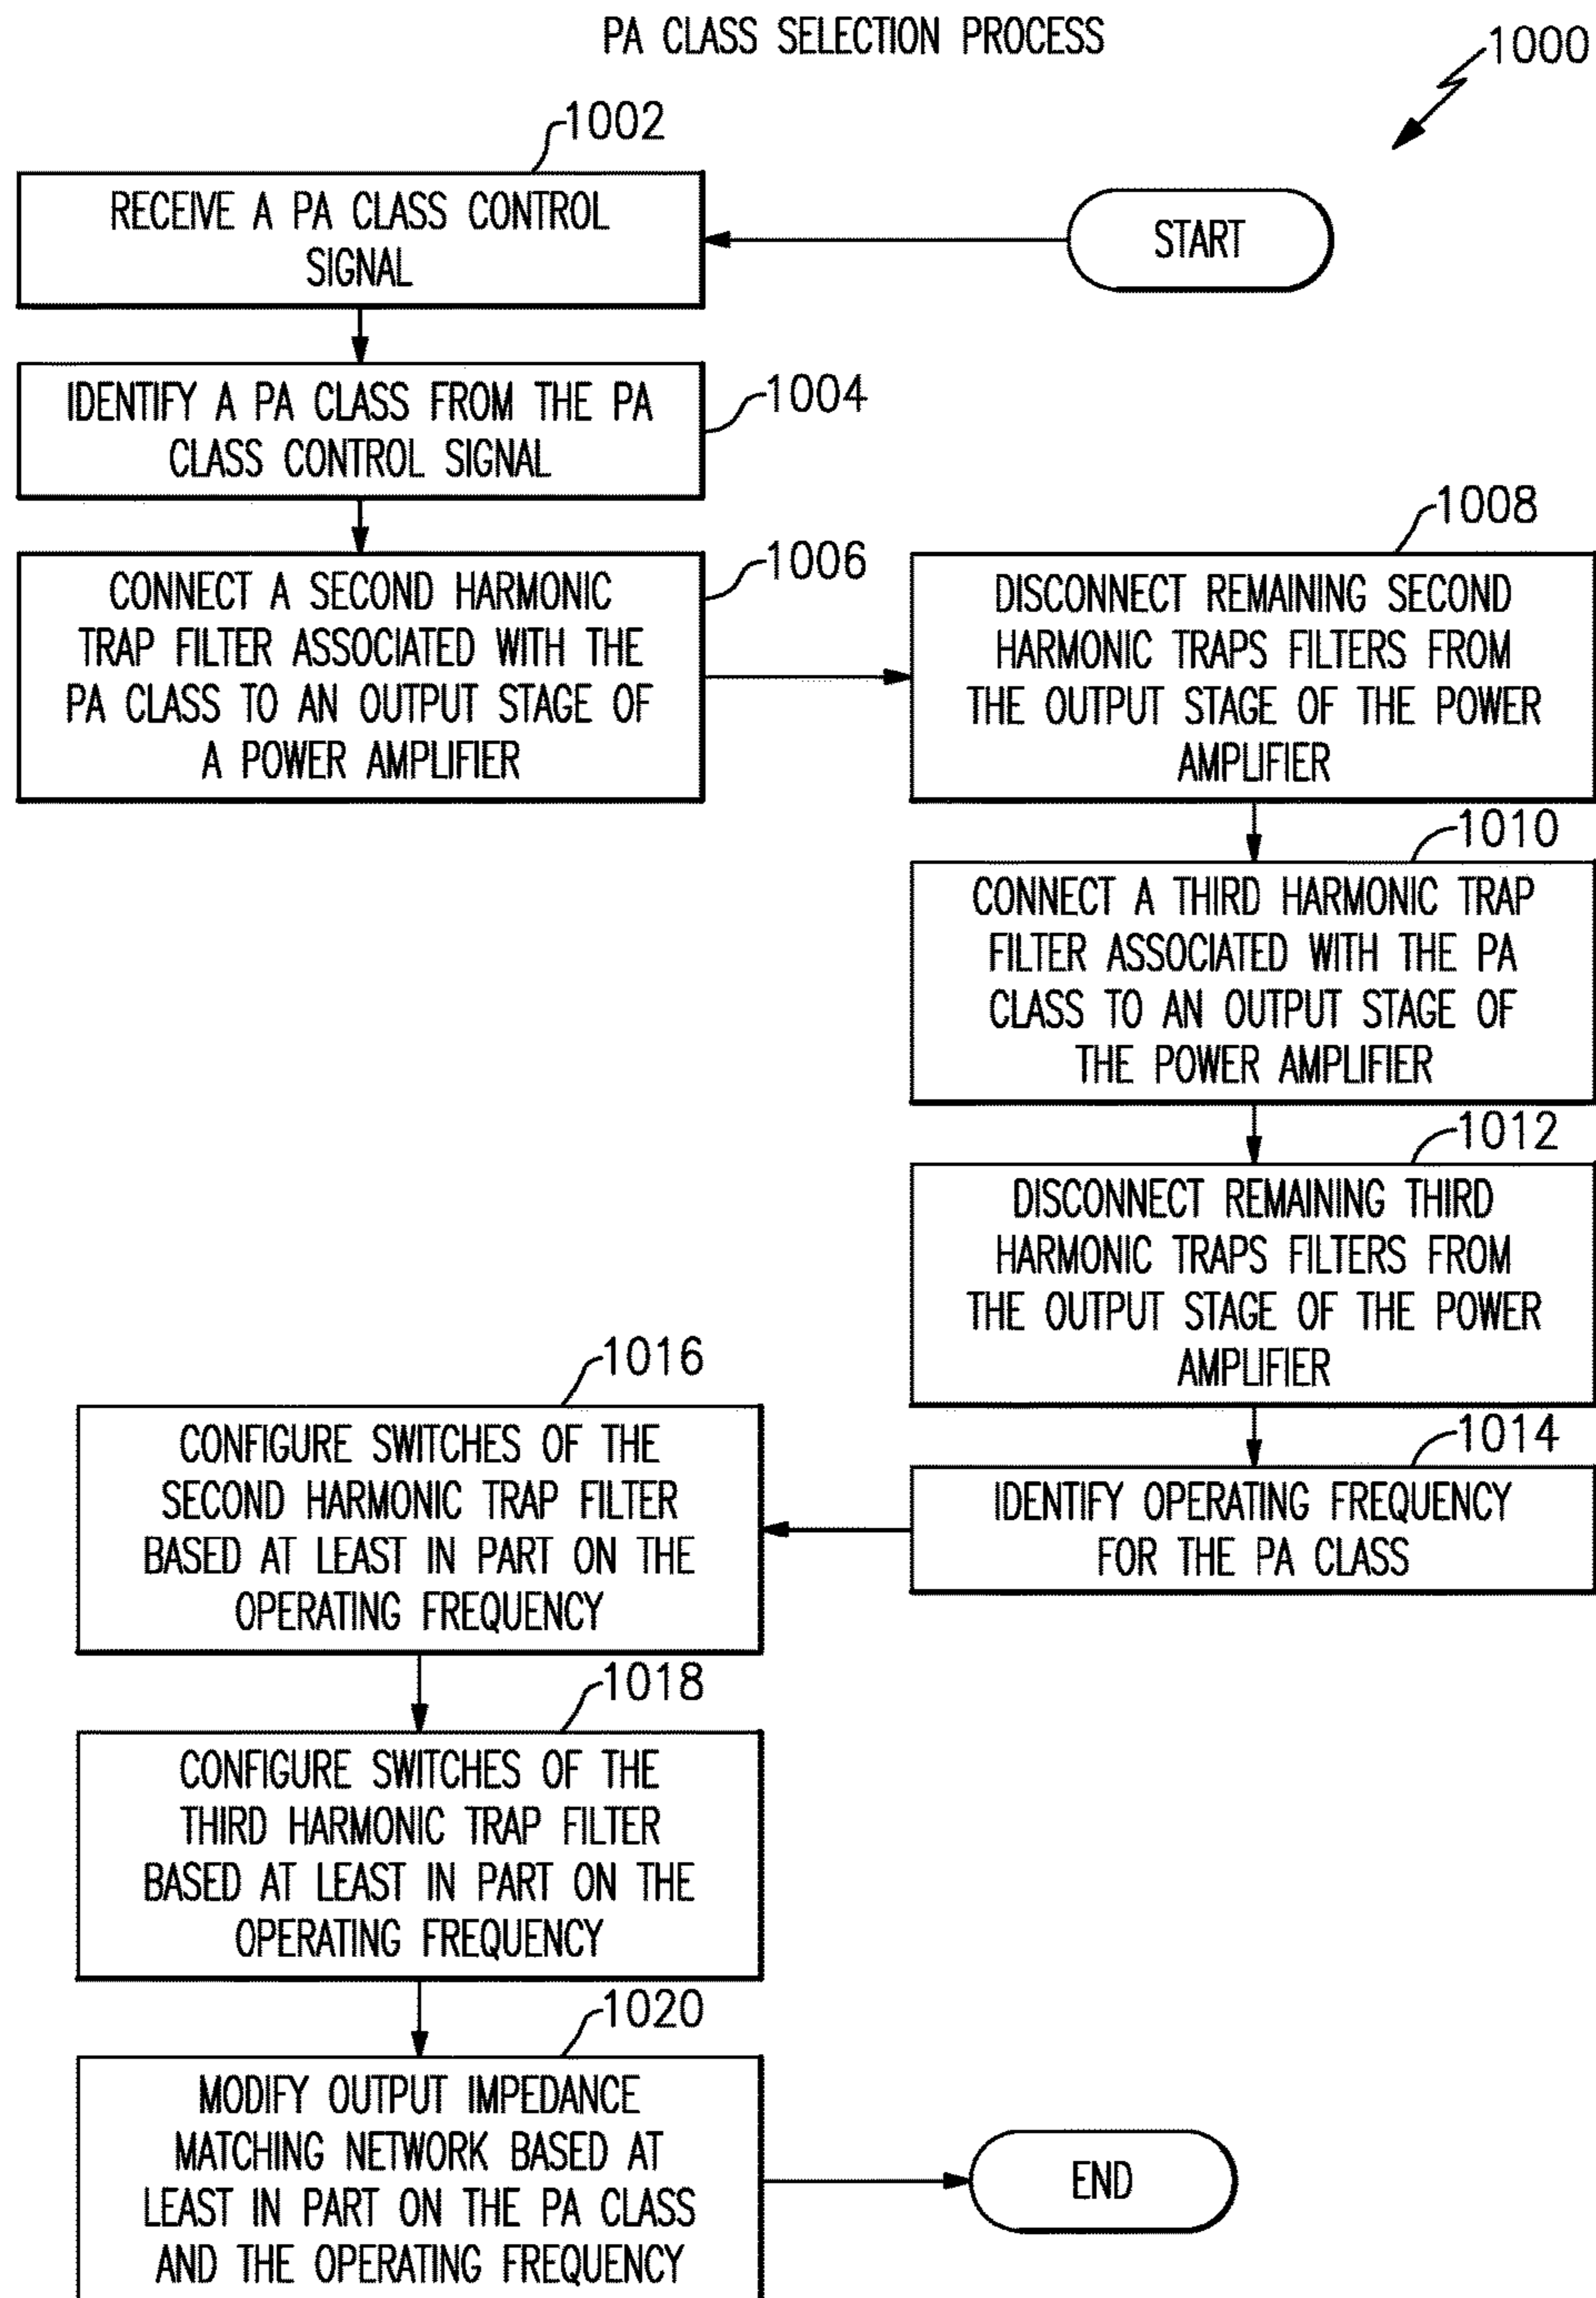 PA CLASS SELECTION PROCESS
1000
START
1002
RECEIVE A PA CLASS CONTROL
SIGNAL
1004
IDENTIFY A PA CLASS FROM THE PA
CLASS CONTROL SIGNAL
1006
CONNECT A SECOND HARMONIC
TRAP FILTER ASSOCIATED WITH THE
PA CLASS TO AN OUTPUT STAGE OF
A POWER AMPLIFIER
1008
DISCONNECT REMAINING SECOND
HARMONIC TRAPS FILTERS FROM
THE OUTPUT STAGE OF THE POWER
AMPLIFIER
1010
CONNECT A THIRD HARMONIC TRAP
FILTER ASSOCIATED WITH THE PA
CLASS TO AN OUTPUT STAGE OF
THE POWER AMPLIFIER
1012
DISCONNECT REMAINING THIRD
HARMONIC TRAPS FILTERS FROM
THE OUTPUT STAGE OF THE POWER
AMPLIFIER
1014
IDENTIFY OPERATING FREQUENCY
FOR THE PA CLASS
1016
CONFIGURE SWITCHES OF THE
SECOND HARMONIC TRAP FILTER
BASED AT LEAST IN PART ON THE
OPERATING FREQUENCY
1018
CONFIGURE SWITCHES OF THE
THIRD HARMONIC TRAP FILTER
BASED AT LEAST IN PART ON THE
OPERATING FREQUENCY
1020
MODIFY OUTPUT IMPEDANCE
MATCHING NETWORK BASED AT
LEAST IN PART ON THE PA CLASS
AND THE OPERATING FREQUENCY
END